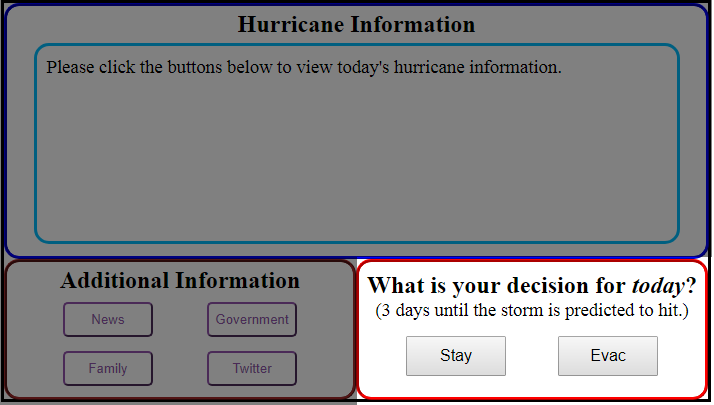 Hurricane Information
Please click the buttons below to view today's hurricane information.
Additional Information
News
Government
Family
Twitter
What is your decision for today?
(3 days until the storm is predicted to hit.)
Stay
Evac